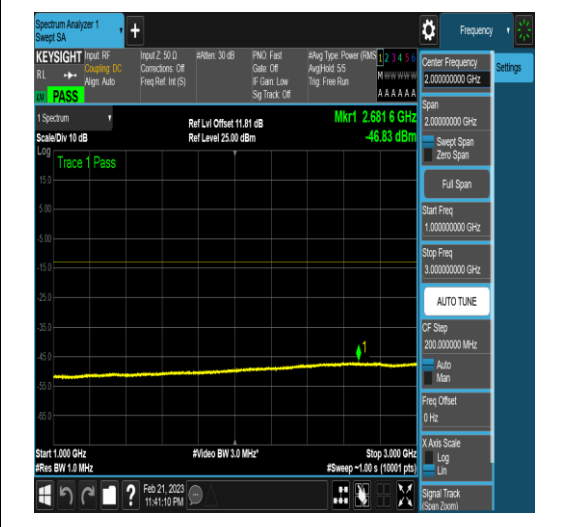 Spectrum Analyzer 1
Swept SA
Frequency
KEYSIGHT
RL
PASS
Input: RF
Coupling: DC
Align: Auto
Input Z: 50 Ω
Corrections: Off
Freq Ref: Int (S)
#Atten: 30 dB
PNO: Fast
Gate: Off
IF Gain: Low
Sig Track: Off
#Avg Type: Power (RMS
Avg|Hold: 5/5
Trig: Free Run
1 2 3 4 5 6
M W W W W W
A A A A A A
1 Spectrum
Scale/Div 10 dB
Ref Lvl Offset 11.81 dB
Ref Level 25.00 dBm
Mkr1 2.681 6 GHz
-46.83 dBm
Log
Trace 1 Pass
15.0
5.00
-5.00
-15.0
-25.0
-35.0
-45.0
-55.0
-65.0
1
Start 1.000 GHz
#Res BW 1.0 MHz
#Video BW 3.0 MHz*
Stop 3.000 GHz
#Sweep ~1.00 s (10001 pts)
Feb 21, 2023
11:41:10 PM
Center Frequency
2.000000000 GHz
Settings
Span
2.00000000 GHz
Swept Span
Zero Span
Full Span
Start Freq
1.000000000 GHz
Stop Freq
3.000000000 GHz
AUTO TUNE
CF Step
200.000000 MHz
Auto
Man
Freq Offset
0 Hz
X Axis Scale
Log
Lin
Signal Track
(Span Zoom)